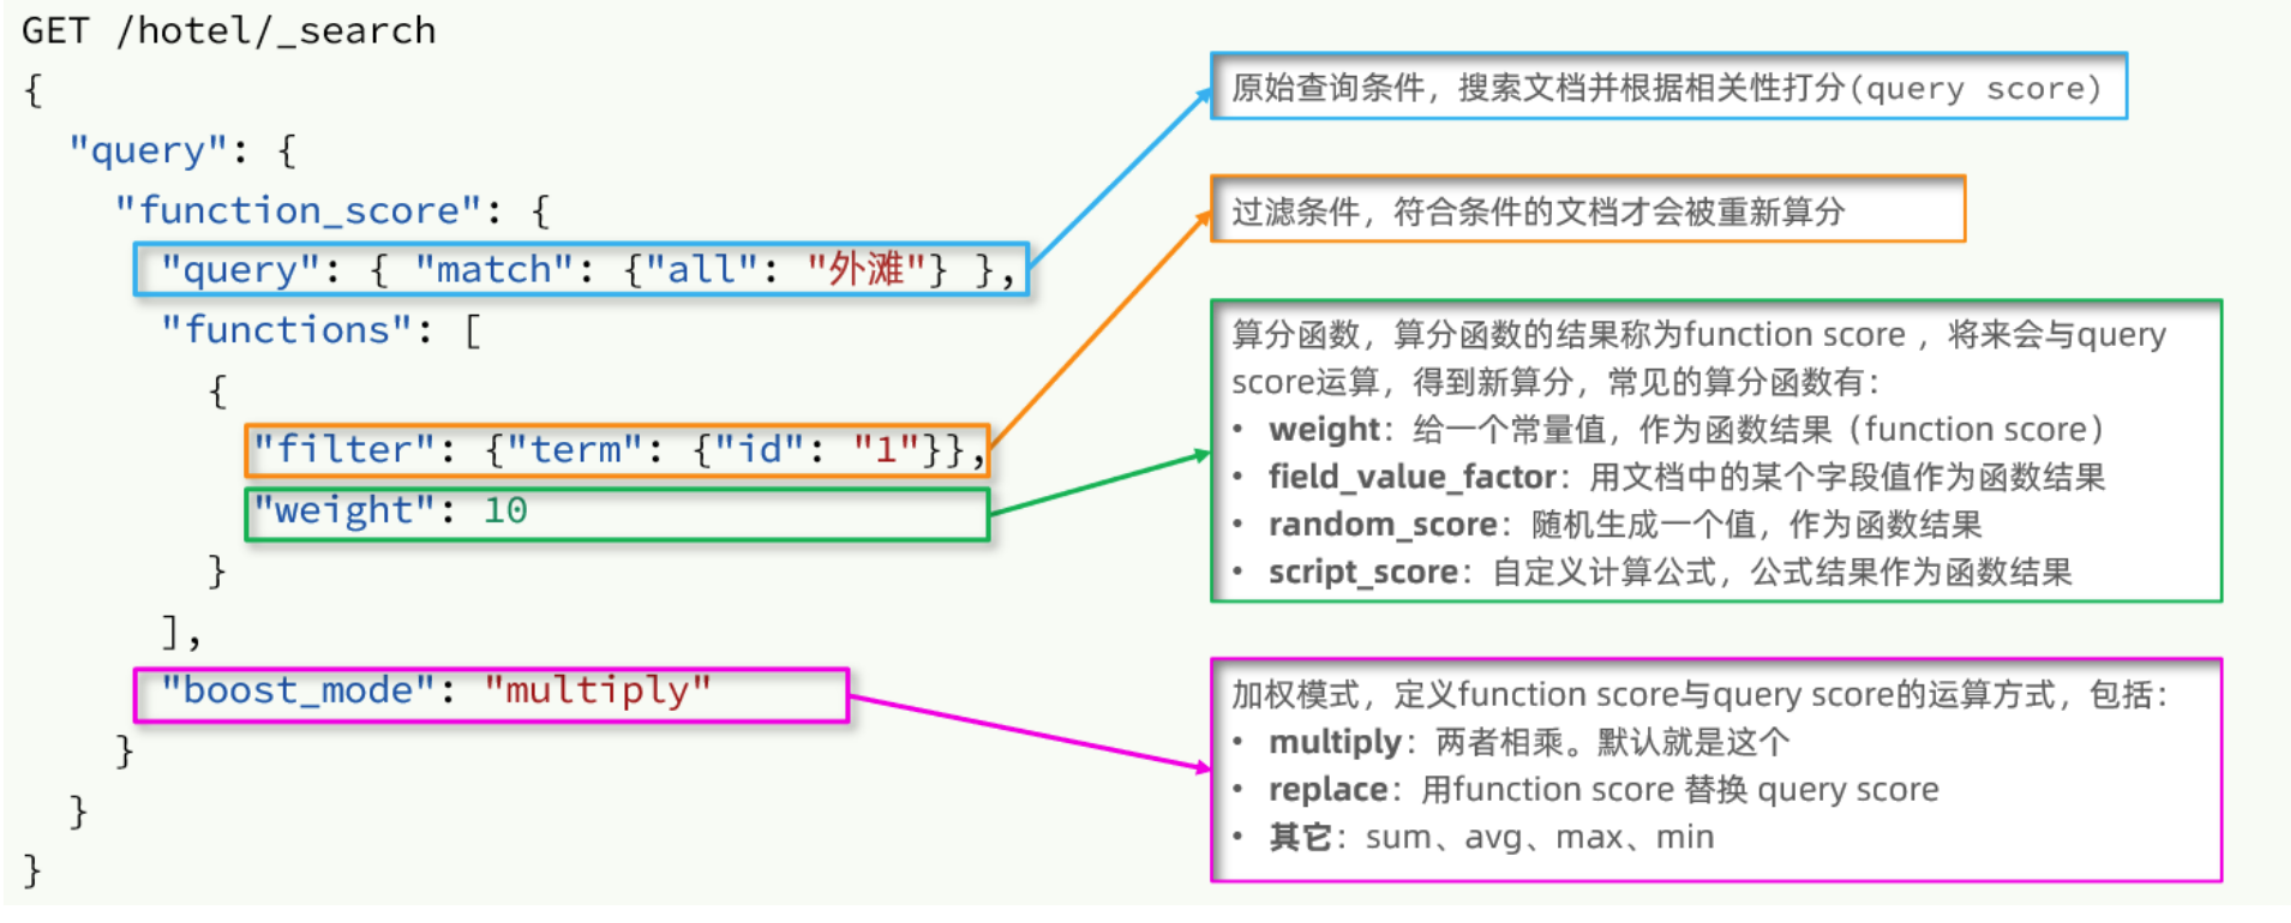 GET /hotel/_search
{
  "query": {
    "function_score": {
      "query": { "match": {"all": "外滩"} },
      "functions": [
        {
          "filter": {"term": {"id": "1"}},
          "weight": 10
        }
      ],
      "boost_mode": "multiply"
    }
  }
}
原始查询条件，搜索文档并根据相关性打分(query score)
过滤条件，符合条件的文档才会被重新算分
算分函数，算分函数的结果称为function score ，将来会与query
score运算，得到新算分，常见的算分函数有：
• weight：给一个常量值，作为函数结果（function score）
• field_value_factor：用文档中的某个字段值作为函数结果
• random_score：随机生成一个值，作为函数结果
• script_score：自定义计算公式，公式结果作为函数结果
加权模式，定义function score与query score的运算方式，包括：
• multiply：两者相乘。默认就是这个
• replace：用function score 替换 query score
• 其它：sum、avg、max、min